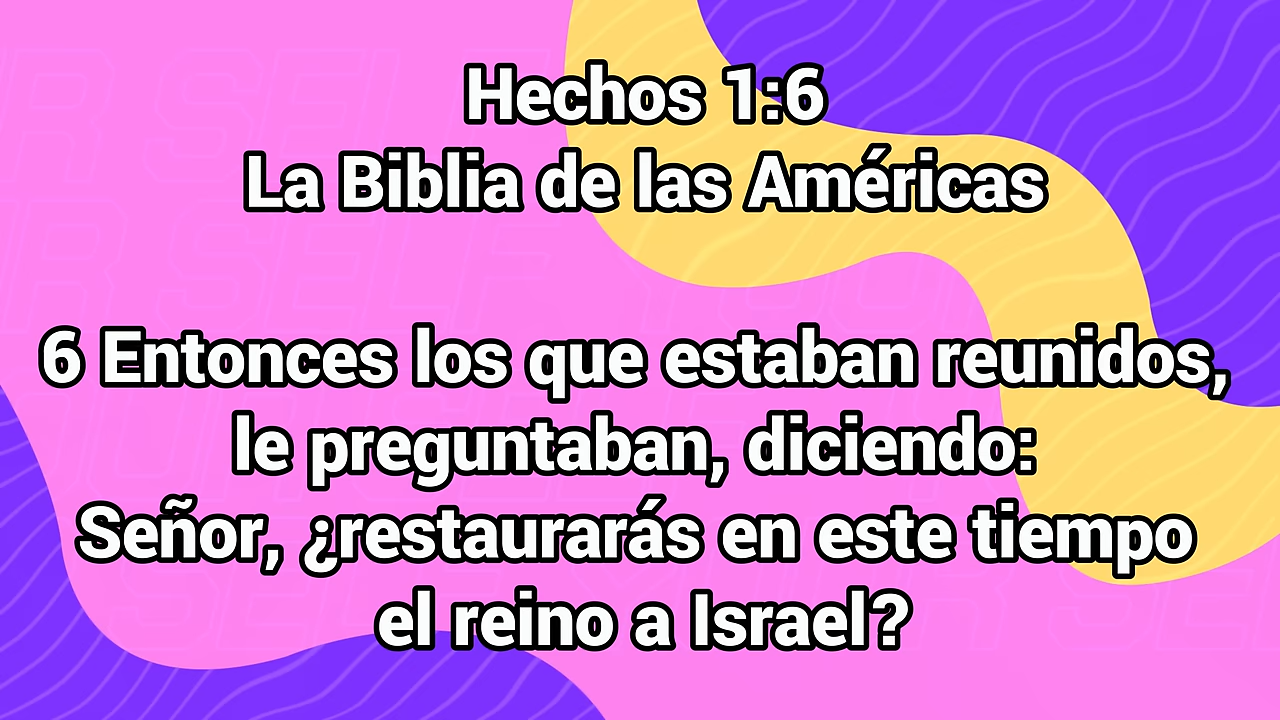 Hechos 1:6
La Biblia de las Américas
6 Entonces los que estaban reunidos,
le preguntaban, diciendo:
Señor, ¿restaurarás en este tiempo
el reino a Israel?